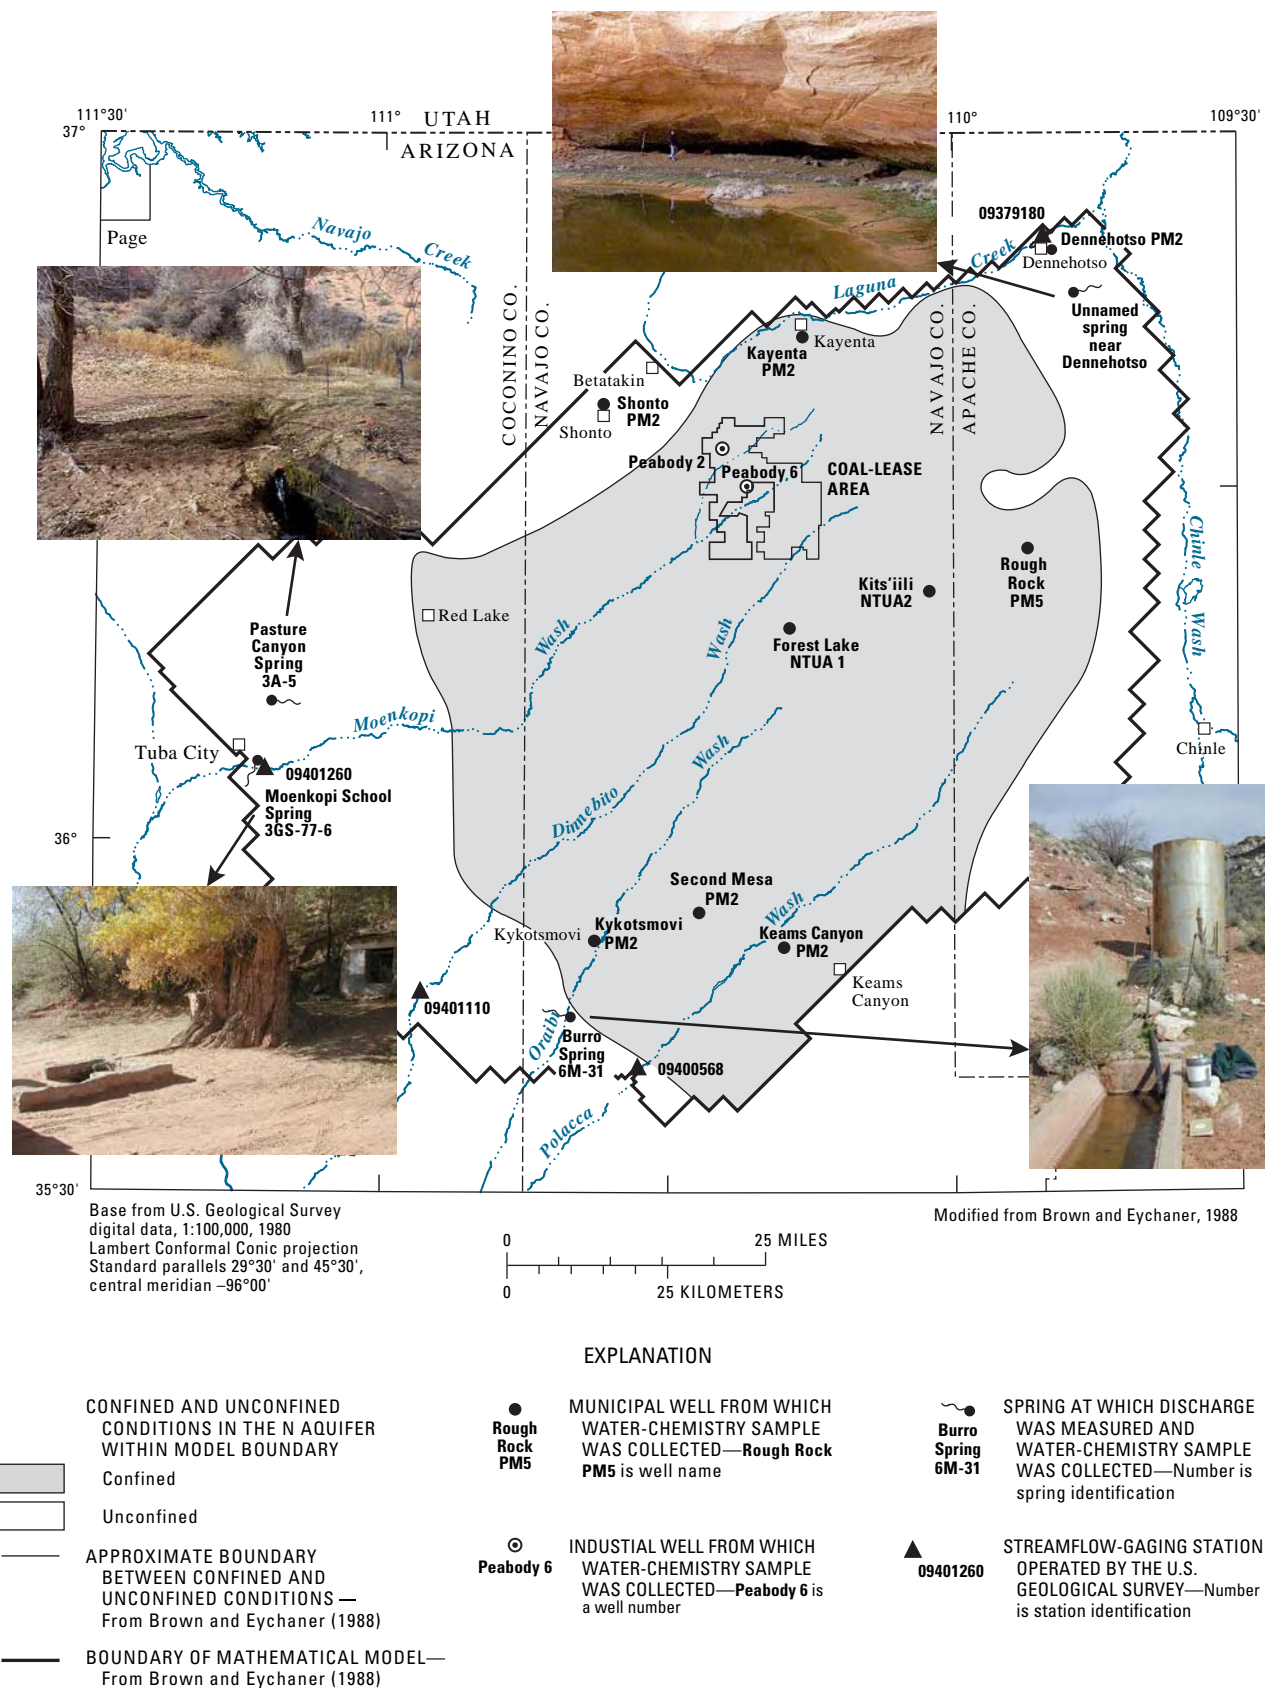 111°30'
111°
UTAH
110°
109°30'
37°
ARIZONA
09379180
Navajo
Creek
Page
Creek
Dennehotso PM2
Dennehotso
Laguna
COCONINO CO.
NAVAJO CO.
NAVAJO CO.
APACHE CO.
Unnamed
spring
near
Dennehotso
Kayenta
Kayenta
PM2
Betatakin
Shonto
PM2
Shonto
Peabody 2
Peabody 6
COAL-LEASE
AREA
Chinle
Wash
Rough
Rock
PM5
Kits'iili
NTUA2
Red Lake
Wash
Wash
Forest Lake
NTUA 1
Pasture
Canyon
Spring
3A-5
Moenkopi
Wash
Tuba City
Chinle
09401260
Moenkopi School
Spring
3GS-77-6
Dinnebito
36°
Second Mesa
PM2
Wash
Kykotsmovi
Kykotsmovi
PM2
Keams Canyon
PM2
Keams
Canyon
09401110
Oraibi
Burro
Spring
6M-31
09400568
Polacca
35°30'
Base from U.S. Geological Survey
digital data, 1:100,000, 1980
Lambert Conformal Conic projection
Standard parallels 29°30' and 45°30',
central meridian –96°00'
Modified from Brown and Eychaner, 1988
0
25 MILES
0
25 KILOMETERS
EXPLANATION
CONFINED AND UNCONFINED
CONDITIONS IN THE N AQUIFER
WITHIN MODEL BOUNDARY
Confined
Unconfined
APPROXIMATE BOUNDARY
BETWEEN CONFINED AND
UNCONFINED CONDITIONS —
From Brown and Eychaner (1988)
BOUNDARY OF MATHEMATICAL MODEL—
From Brown and Eychaner (1988)
Rough
Rock
PM5
MUNICIPAL WELL FROM WHICH
WATER-CHEMISTRY SAMPLE
WAS COLLECTED—Rough Rock
PM5 is well name
Peabody 6
INDUSTIAL WELL FROM WHICH
WATER-CHEMISTRY SAMPLE
WAS COLLECTED—Peabody 6 is
a well number
Burro
Spring
6M-31
SPRING AT WHICH DISCHARGE
WAS MEASURED AND
WATER-CHEMISTRY SAMPLE
WAS COLLECTED—Number is
spring identification
09401260
STREAMFLOW-GAGING STATION
OPERATED BY THE U.S.
GEOLOGICAL SURVEY—Number
is station identification